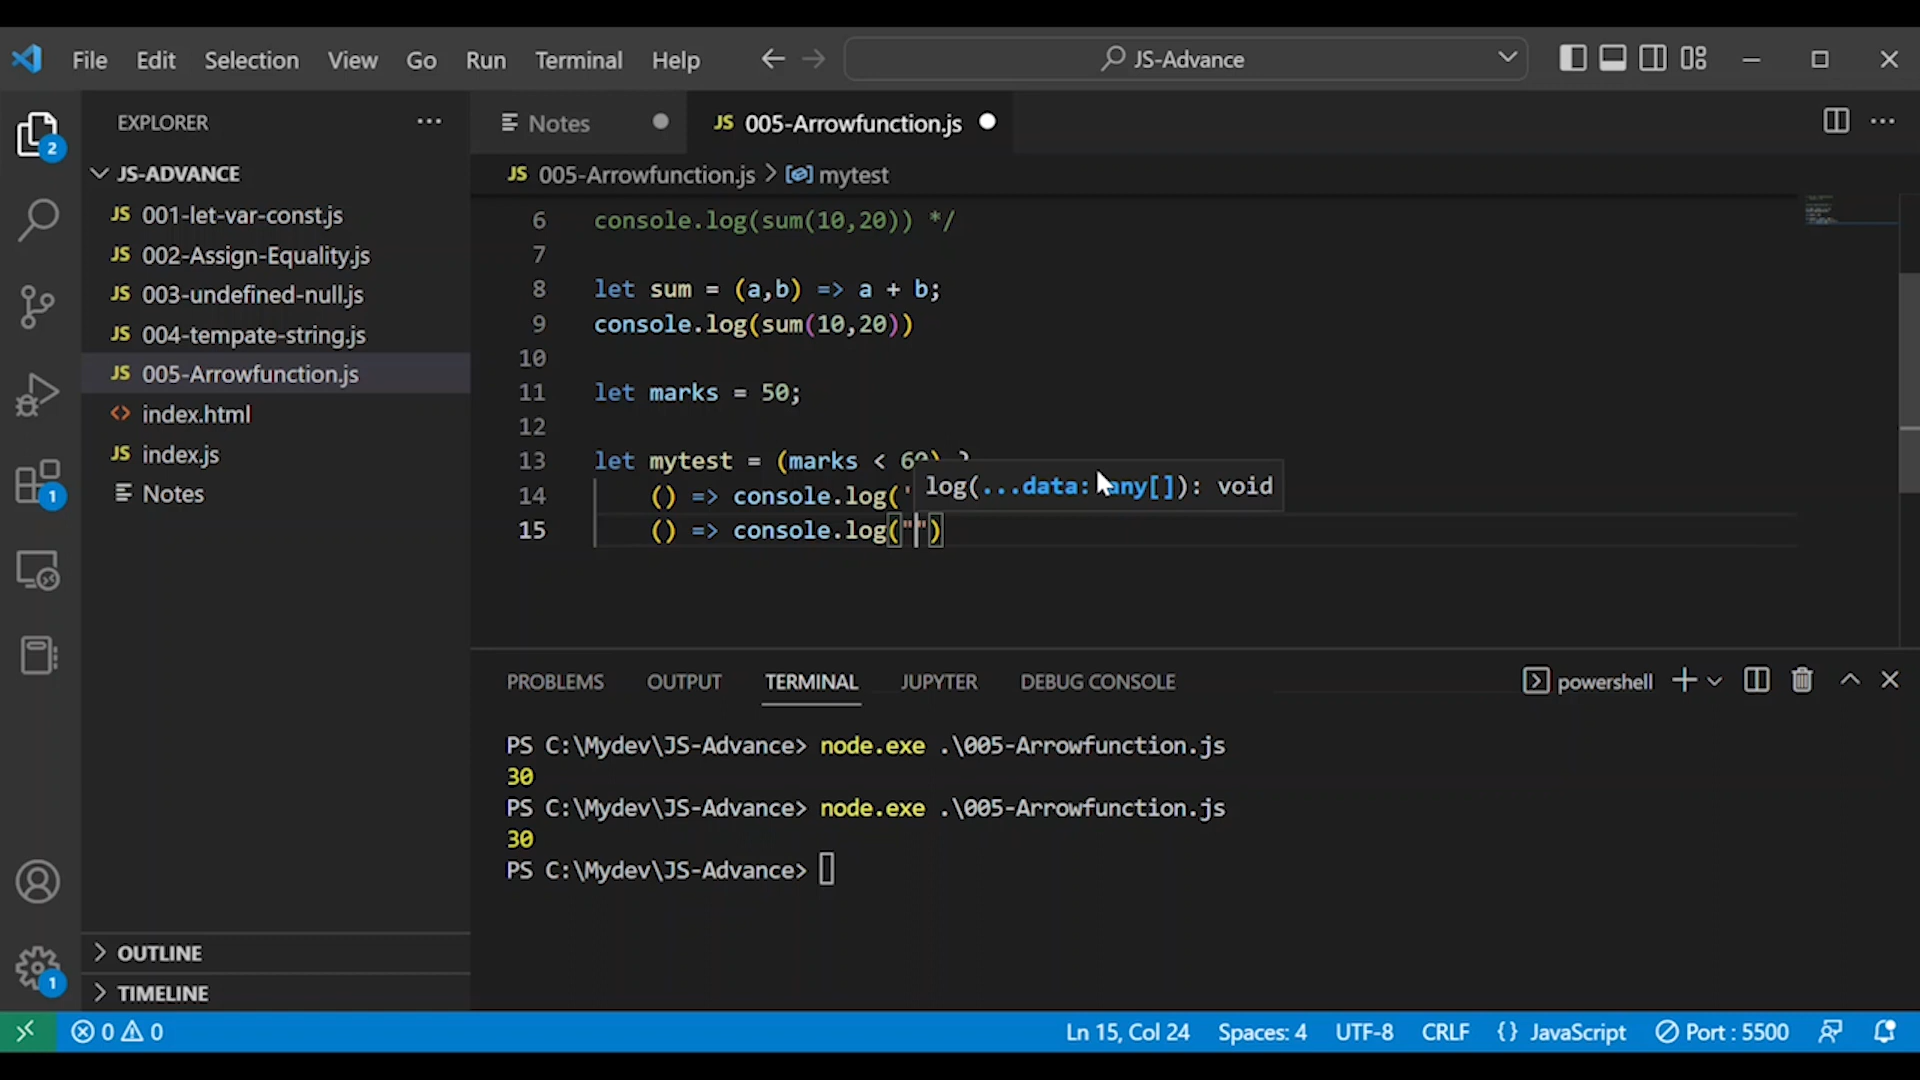 File Edit Selection View Go Run Terminal Help JS-Advance
EXPLORER
2
JS-ADVANCE
JS 001-let-var-const.js
JS 002-Assign-Equality.js
JS 003-undefined-null.js
JS 004-tempate-string.js
JS 005-Arrowfunction.js
<> index.html
JS index.js
Notes
1
OUTLINE
TIMELINE
1
Notes JS 005-Arrowfunction.js
JS 005-Arrowfunction.js > mytest
6 console.log(sum(10,20)) */
7
8 let sum = (a,b) => a + b;
9 console.log(sum(10,20))
10
11 let marks = 50;
12
13 let mytest = (marks < 60)
log(...data: any[]): void
14 () => console.log('
15 () => console.log("")
PROBLEMS OUTPUT TERMINAL JUPYTER DEBUG CONSOLE powershell
PS C:\Mydev\JS-Advance> node.exe .\005-Arrowfunction.js
30
PS C:\Mydev\JS-Advance> node.exe .\005-Arrowfunction.js
30
PS C:\Mydev\JS-Advance>
0 0 Ln 15, Col 24 Spaces: 4 UTF-8 CRLF {} JavaScript Port : 5500